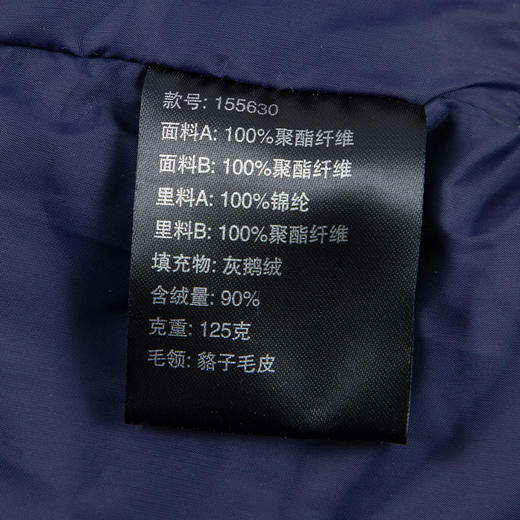 款号: 155630
面料A: 100%聚酯纤维
面料B: 100%聚酯纤维
里料A: 100%锦纶
里料B: 100%聚酯纤维
填充物: 灰鹅绒
含绒量: 90%
克重: 125克
毛领: 貉子毛皮